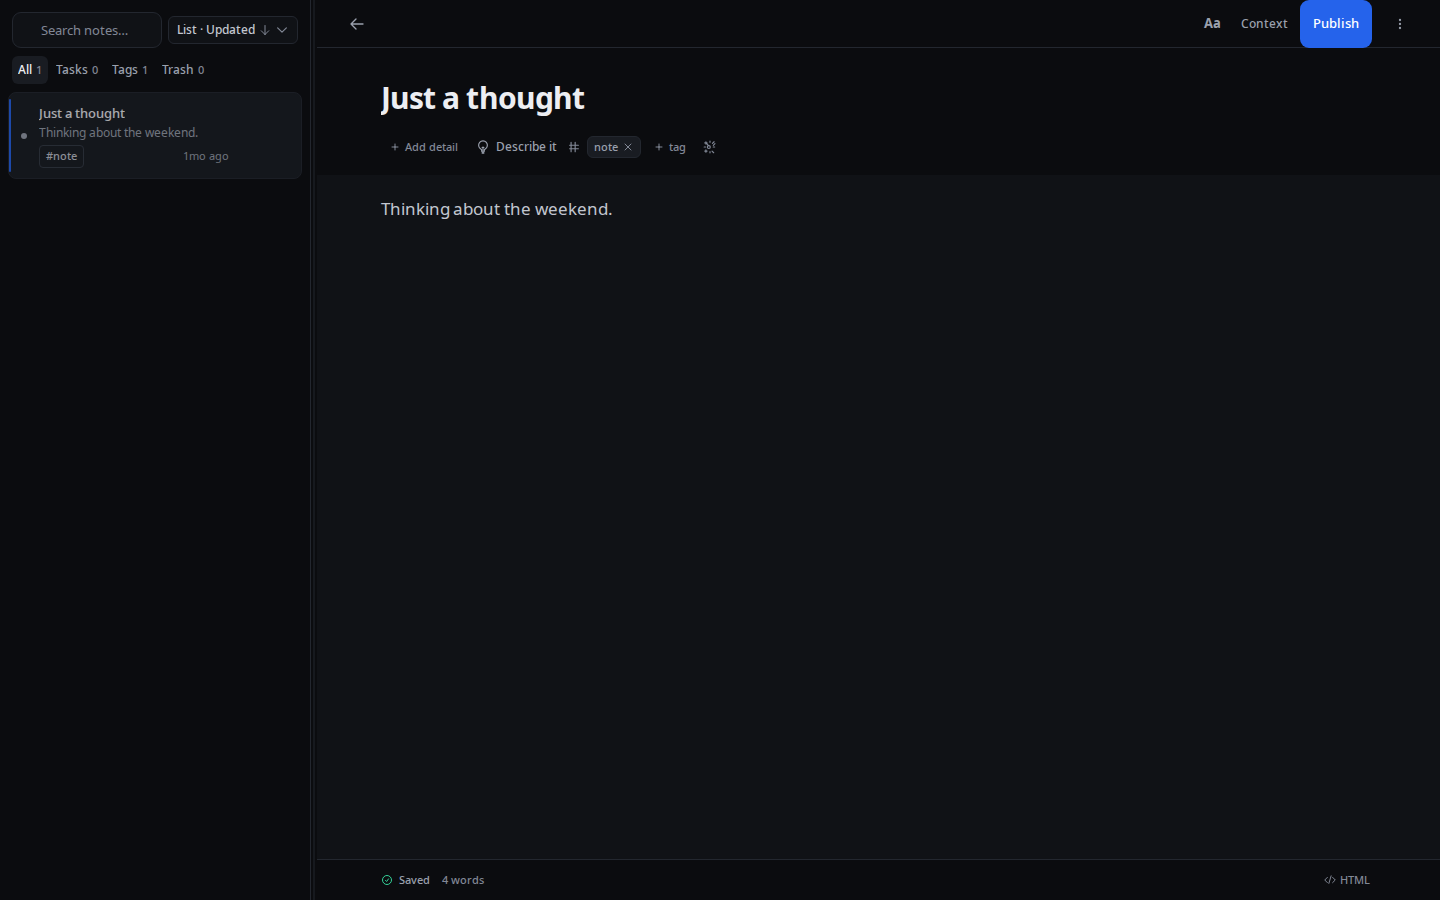 Search notes...
List · Updated ↓
All 1
Tasks 0
Tags 1
Trash 0
Just a thought
Thinking about the weekend.
#note
1mo ago
Aa
Context
Publish
Just a thought
+ Add detail
Describe it
# note ×
+ tag
Thinking about the weekend.
Saved
4 words
</> HTML